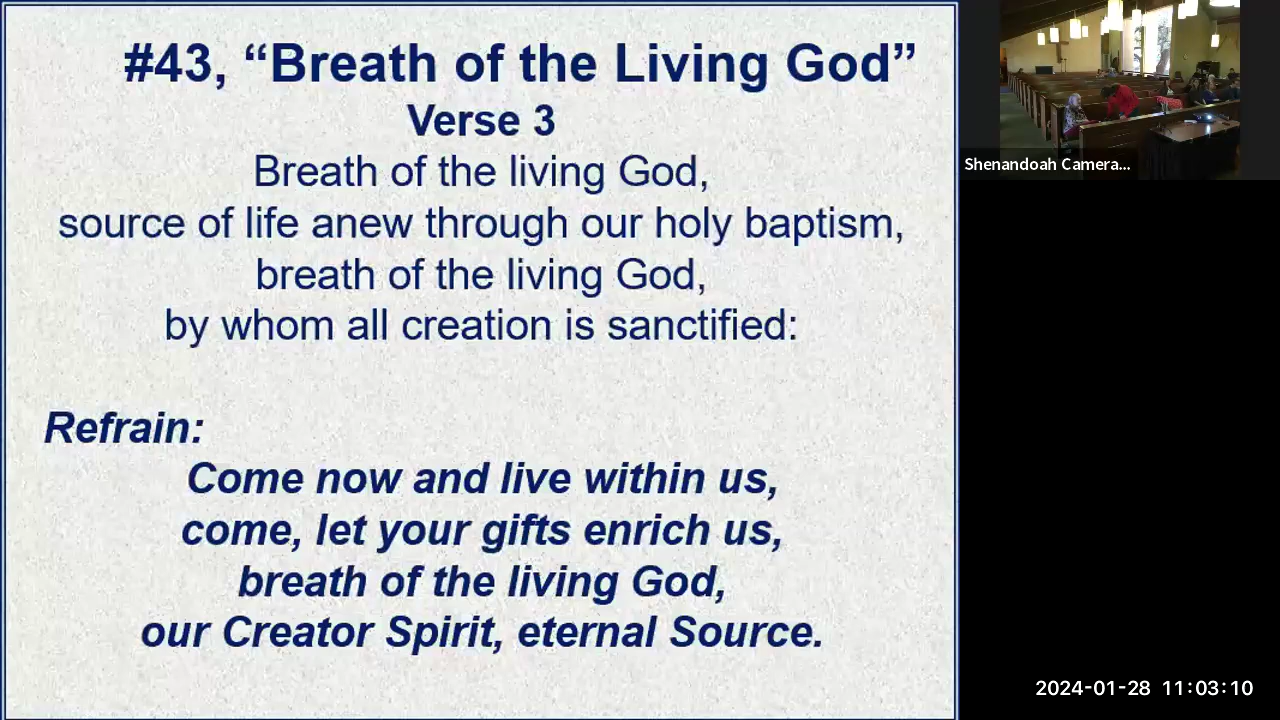 #43, “Breath of the Living God”
Verse 3
Breath of the living God,
source of life anew through our holy baptism,
breath of the living God,
by whom all creation is sanctified:
Refrain:
Come now and live within us,
come, let your gifts enrich us,
breath of the living God,
our Creator Spirit, eternal Source.
Shenandoah Camera...
2024-01-28 11:03:10